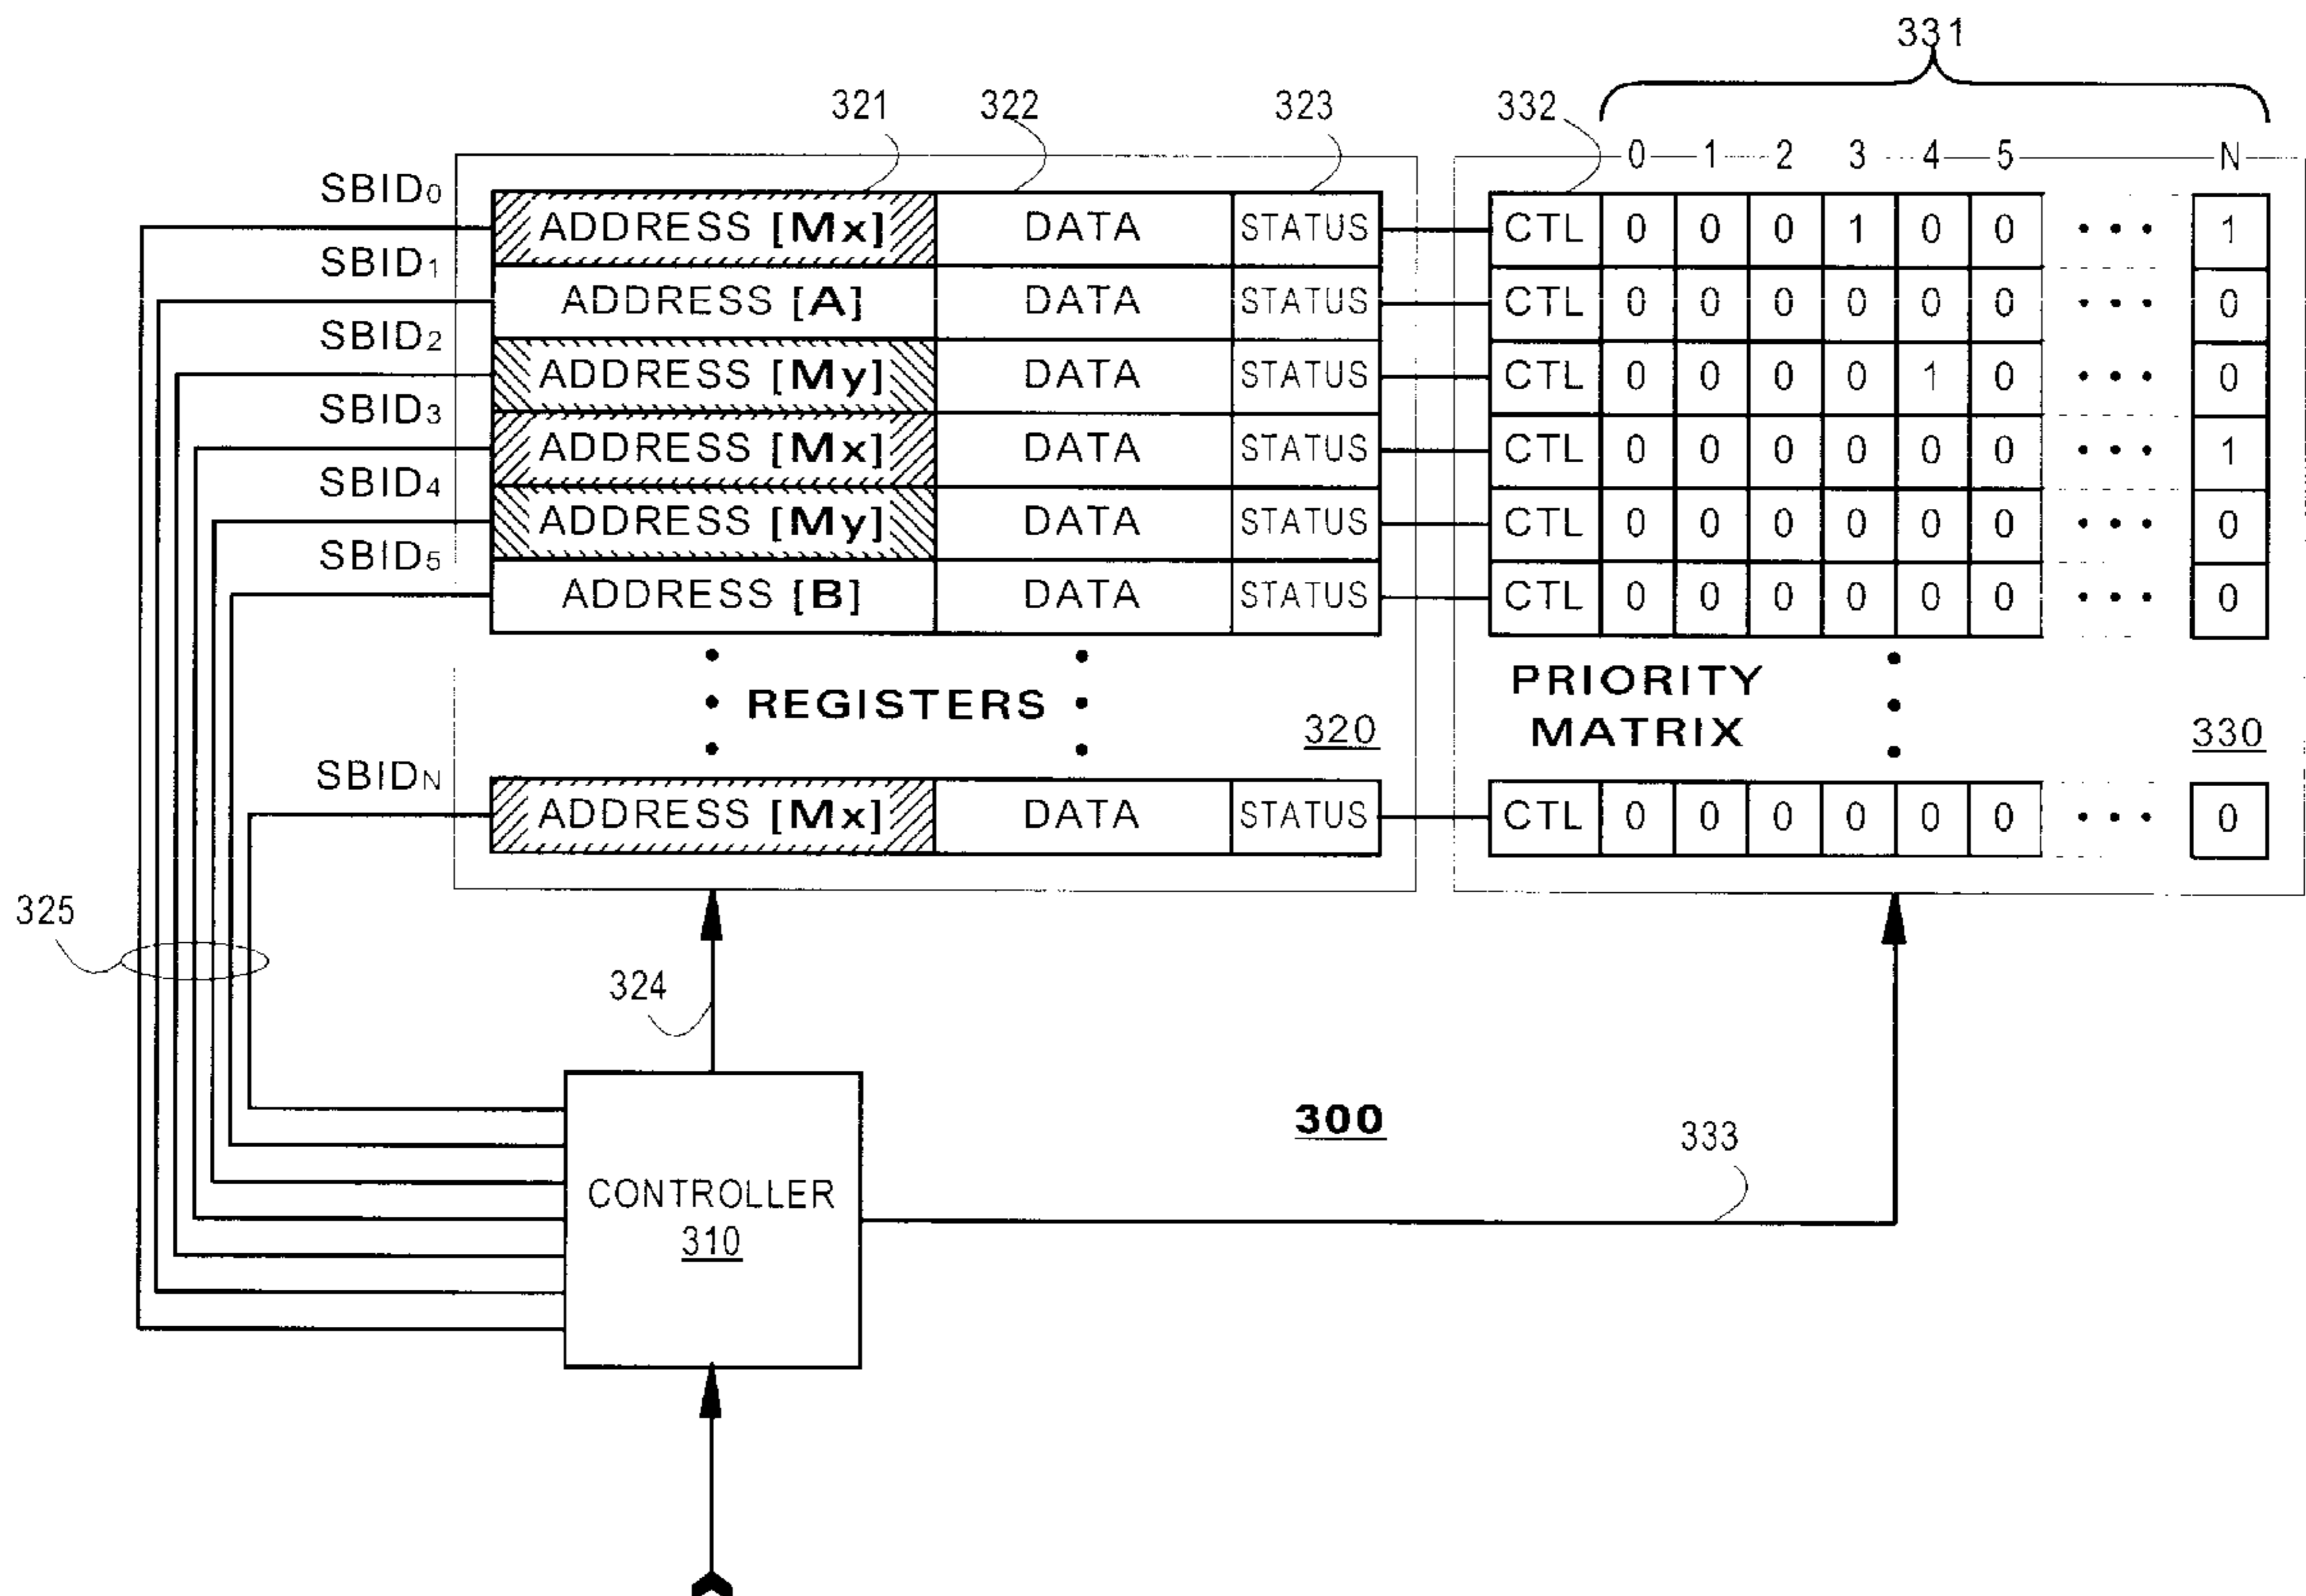 331
321 322 323 332
0 1 2 3 4 5 N
SBID0
ADDRESS [Mx] DATA STATUS CTL 0 0 0 1 0 0 • • • 1
SBID1
ADDRESS [A] DATA STATUS CTL 0 0 0 0 0 0 • • • 0
SBID2
ADDRESS [My] DATA STATUS CTL 0 0 0 0 1 0 • • • 0
SBID3
ADDRESS [Mx] DATA STATUS CTL 0 0 0 0 0 0 • • • 1
SBID4
ADDRESS [My] DATA STATUS CTL 0 0 0 0 0 0 • • • 0
SBID5
ADDRESS [B] DATA STATUS CTL 0 0 0 0 0 0 • • • 0
REGISTERS
320
PRIORITY
MATRIX
330
SBIDN
ADDRESS [Mx] DATA STATUS CTL 0 0 0 0 0 0 • • • 0
325
324
300
333
CONTROLLER
310